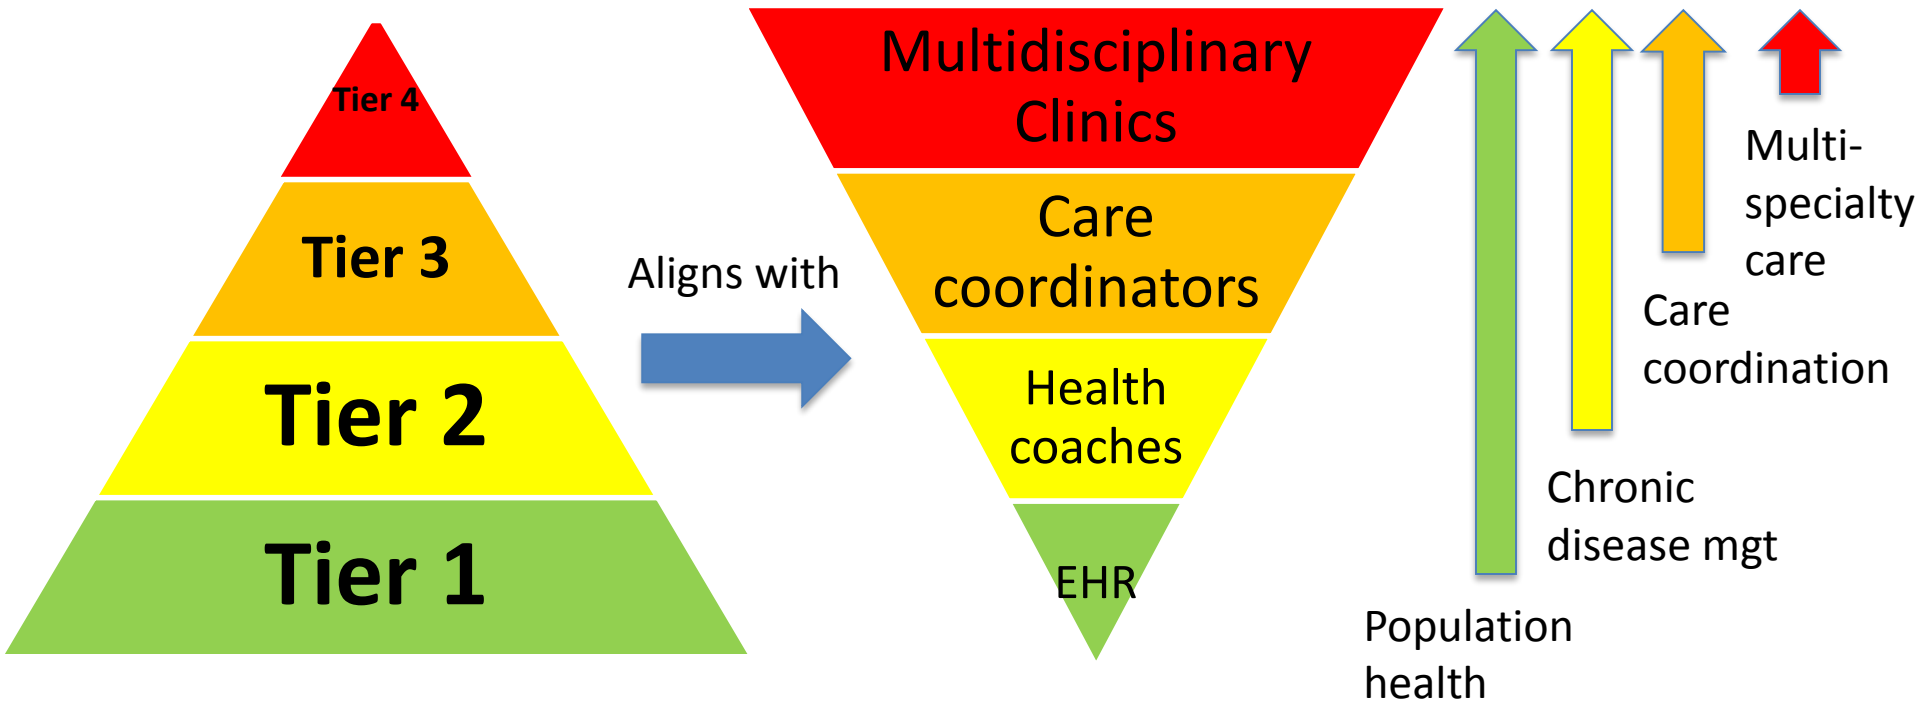 Tier 4
Tier 3
Tier 2
Tier 1
Aligns with
Multidisciplinary
Clinics
Care
coordinators
Health
coaches
EHR
Multi-
specialty
care
Care
coordination
Chronic
disease mgt
Population
health